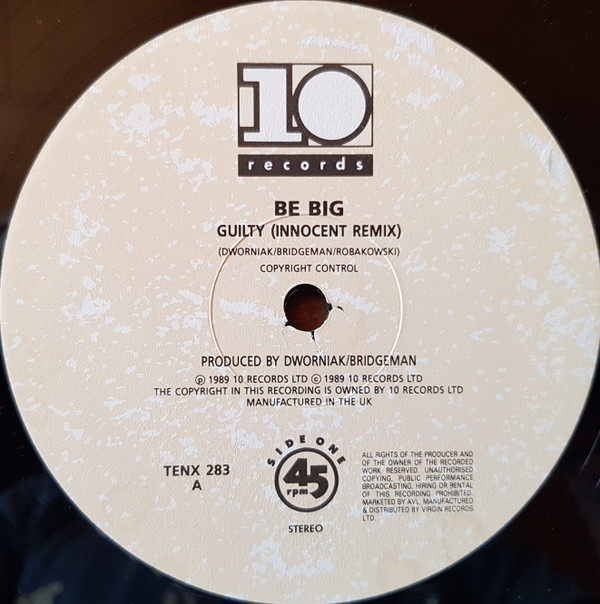 10
records
BE BIG
GUILTY (INNOCENT REMIX)
(DWORNIAK/BRIDGEMAN/ROBAKOWSKI)
COPYRIGHT CONTROL
PRODUCED BY DWORNIAK/BRIDGEMAN
℗ 1989 10 RECORDS LTD © 1989 10 RECORDS LTD
THE COPYRIGHT IN THIS RECORDING IS OWNED BY 10 RECORDS LTD
MANUFACTURED IN THE UK
TENX 283
A
SIDE ONE
45
rpm
STEREO
ALL RIGHTS OF THE PRODUCER AND
OF THE OWNER OF THE RECORDED
WORK RESERVED. UNAUTHORISED
COPYING, PUBLIC PERFORMANCE
BROADCASTING, HIRING OR RENTAL
OF THIS RECORDING PROHIBITED.
MARKETED BY AVL. MANUFACTURED
& DISTRIBUTED BY VIRGIN RECORDS
LTD.